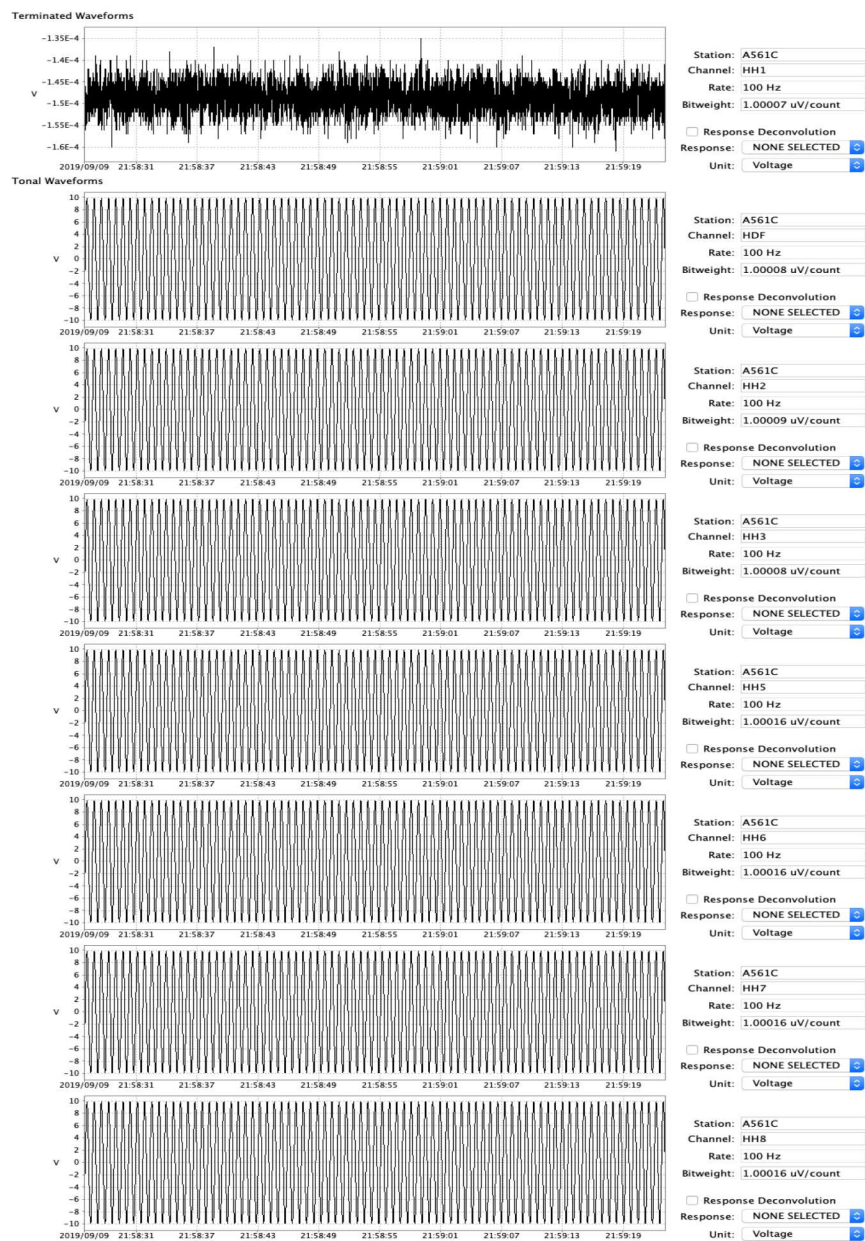 Terminated Waveforms
−1.35E−4
−1.4E−4
−1.45E−4
−1.5E−4
−1.55E−4
−1.6E−4
V
2019/09/09 21:58:31 21:58:37 21:58:43 21:58:49 21:58:55 21:59:01 21:59:07 21:59:13 21:59:19
Station: A561C
Channel: HH1
Rate: 100 Hz
Bitweight: 1.00007 uV/count
Response Deconvolution
Response: NONE SELECTED
Unit: Voltage
Tonal Waveforms
10
8
6
4
2
0
−2
−4
−6
−8
−10
V
2019/09/09 21:58:31 21:58:37 21:58:43 21:58:49 21:58:55 21:59:01 21:59:07 21:59:13 21:59:19
Station: A561C
Channel: HDF
Rate: 100 Hz
Bitweight: 1.00008 uV/count
Response Deconvolution
Response: NONE SELECTED
Unit: Voltage
10
8
6
4
2
0
−2
−4
−6
−8
−10
V
2019/09/09 21:58:31 21:58:37 21:58:43 21:58:49 21:58:55 21:59:01 21:59:07 21:59:13 21:59:19
Station: A561C
Channel: HH2
Rate: 100 Hz
Bitweight: 1.00009 uV/count
Response Deconvolution
Response: NONE SELECTED
Unit: Voltage
10
8
6
4
2
0
−2
−4
−6
−8
−10
V
2019/09/09 21:58:31 21:58:37 21:58:43 21:58:49 21:58:55 21:59:01 21:59:07 21:59:13 21:59:19
Station: A561C
Channel: HH3
Rate: 100 Hz
Bitweight: 1.00008 uV/count
Response Deconvolution
Response: NONE SELECTED
Unit: Voltage
10
8
6
4
2
0
−2
−4
−6
−8
−10
V
2019/09/09 21:58:31 21:58:37 21:58:43 21:58:49 21:58:55 21:59:01 21:59:07 21:59:13 21:59:19
Station: A561C
Channel: HH5
Rate: 100 Hz
Bitweight: 1.00016 uV/count
Response Deconvolution
Response: NONE SELECTED
Unit: Voltage
10
8
6
4
2
0
−2
−4
−6
−8
−10
V
2019/09/09 21:58:31 21:58:37 21:58:43 21:58:49 21:58:55 21:59:01 21:59:07 21:59:13 21:59:19
Station: A561C
Channel: HH6
Rate: 100 Hz
Bitweight: 1.00016 uV/count
Response Deconvolution
Response: NONE SELECTED
Unit: Voltage
10
8
6
4
2
0
−2
−4
−6
−8
−10
V
2019/09/09 21:58:31 21:58:37 21:58:43 21:58:49 21:58:55 21:59:01 21:59:07 21:59:13 21:59:19
Station: A561C
Channel: HH7
Rate: 100 Hz
Bitweight: 1.00016 uV/count
Response Deconvolution
Response: NONE SELECTED
Unit: Voltage
10
8
6
4
2
0
−2
−4
−6
−8
−10
V
2019/09/09 21:58:31 21:58:37 21:58:43 21:58:49 21:58:55 21:59:01 21:59:07 21:59:13 21:59:19
Station: A561C
Channel: HH8
Rate: 100 Hz
Bitweight: 1.00016 uV/count
Response Deconvolution
Response: NONE SELECTED
Unit: Voltage